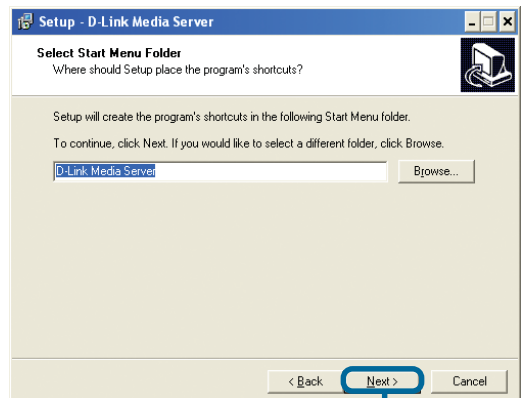 Setup - D-Link Media Server
Select Start Menu Folder
Where should Setup place the program's shortcuts?
Setup will create the program's shortcuts in the following Start Menu folder.
To continue, click Next. If you would like to select a different folder, click Browse.
D-Link Media Server
Browse...
< Back
Next >
Cancel